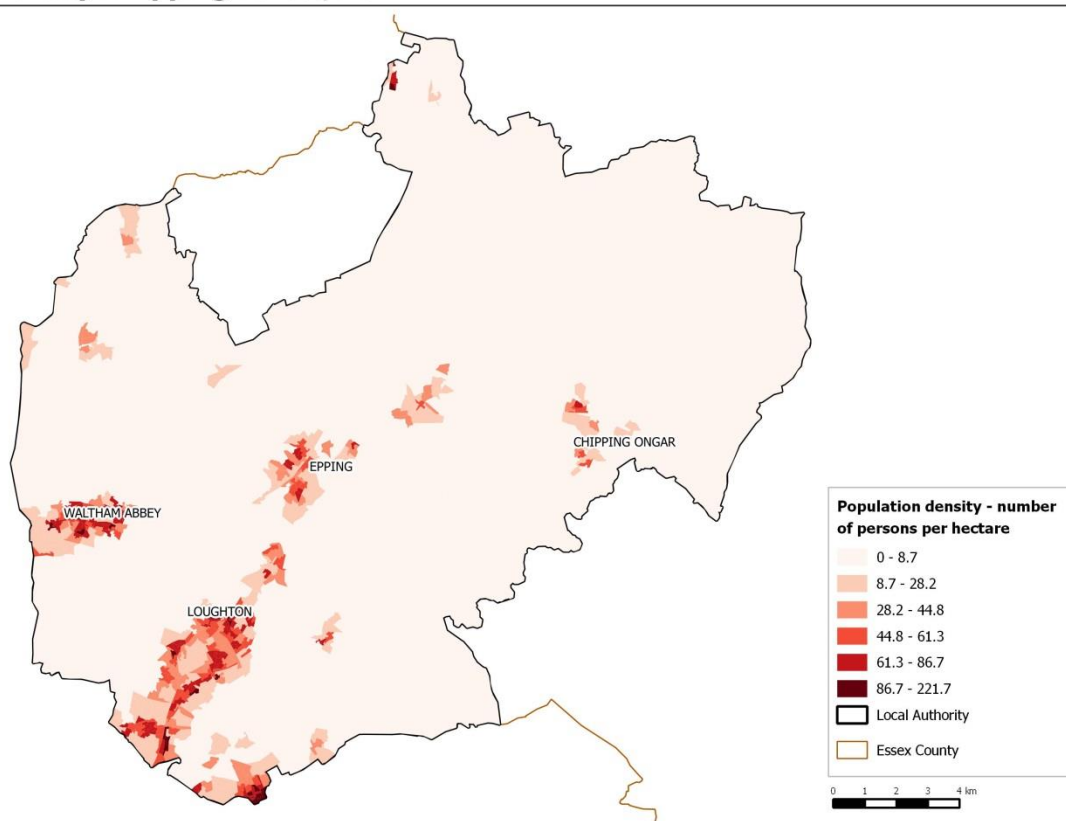 CHIPPING ONGAR
EPPING
WALTHAM ABBEY
LOUGHTON
Population density - number
of persons per hectare
0 - 8.7
8.7 - 28.2
28.2 - 44.8
44.8 - 61.3
61.3 - 86.7
86.7 - 221.7
Local Authority
Essex County
0 1 2 3 4 km